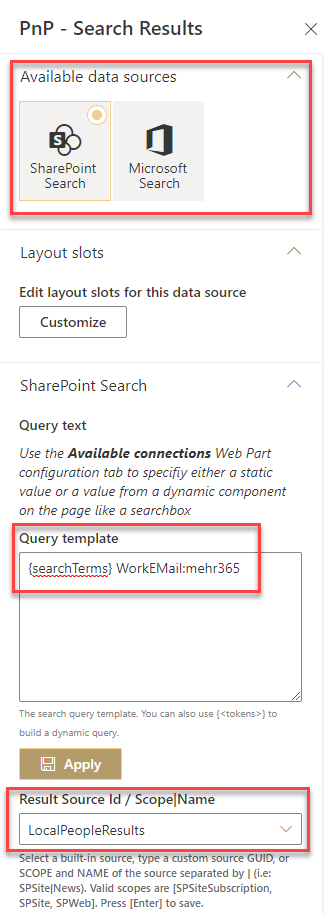 PnP - Search Results
Available data sources
SharePoint
Search
Microsoft
Search
Layout slots
Edit layout slots for this data source
Customize
SharePoint Search
Query text
Use the Available connections Web Part
configuration tab to specifiy either a static
value or a value from a dynamic component
on the page like a searchbox
Query template
{searchTerms} WorkEMail:mehr365
The search query template. You can also use {<tokens>} to
build a dynamic query.
Apply
Result Source Id / Scope|Name
LocalPeopleResults
Select a built-in source, type a custom source GUID, or
SCOPE and NAME of the source separated by | (i.e:
SPSite|News). Valid scopes are [SPSiteSubscription,
SPSite, SPWeb]. Press [Enter] to save.